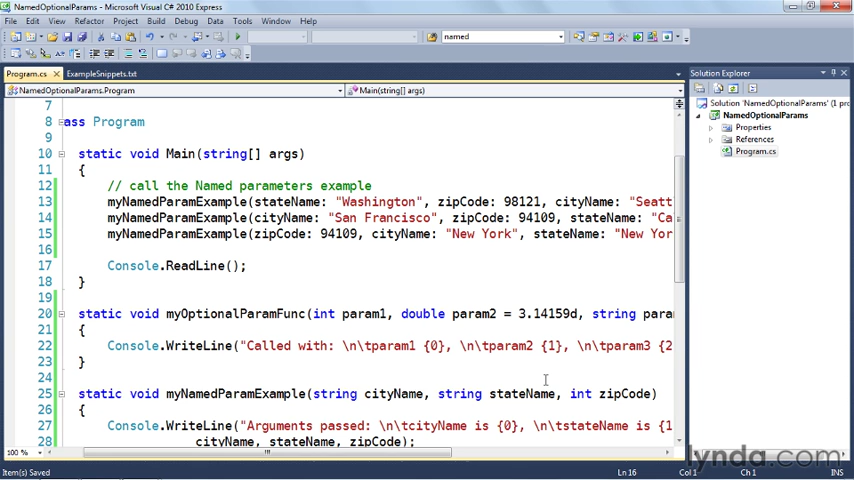 NamedOptionalParams - Microsoft Visual C# 2010 Express
File Edit View Refactor Project Build Debug Data Tools Window Help
named
Program.cs ExampleSnippets.txt
NamedOptionalParams.Program Main(string[] args)
7
8 ass Program
9
10 static void Main(string[] args)
11 {
12 // call the Named parameters example
13 myNamedParamExample(stateName: "Washington", zipCode: 98121, cityName: "Seatt
14 myNamedParamExample(cityName: "San Francisco", zipCode: 94109, stateName: "Ca
15 myNamedParamExample(zipCode: 94109, cityName: "New York", stateName: "New Yor
16
17 Console.ReadLine();
18 }
19
20 static void myOptionalParamFunc(int param1, double param2 = 3.14159d, string param
21 {
22 Console.WriteLine("Called with: \n\tparam1 {0}, \n\tparam2 {1}, \n\tparam3 {2
23 }
24
25 static void myNamedParamExample(string cityName, string stateName, int zipCode)
26 {
27 Console.WriteLine("Arguments passed: \n\tcityName is {0}, \n\tstateName is {1
28 cityName, stateName, zipCode);
100 %
Solution Explorer
Solution 'NamedOptionalParams' (1 proj
NamedOptionalParams
Properties
References
Program.cs
Item(s) Saved Ln 16 Col 1 Ch 1 INS
lynda.com